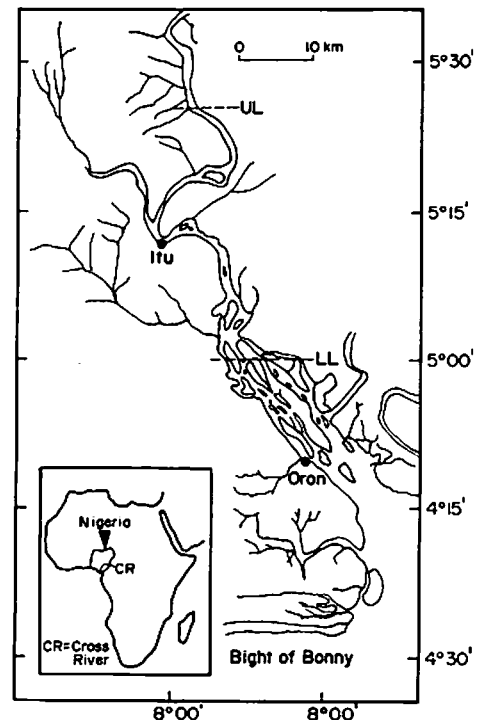 0 10 km
5°30'
UL
5°15'
Itu
5°00'
LL
Oron
4°15'
Nigeria
CR
CR=Cross
River
Bight of Bonny
4°30'
8°00' 8°00'